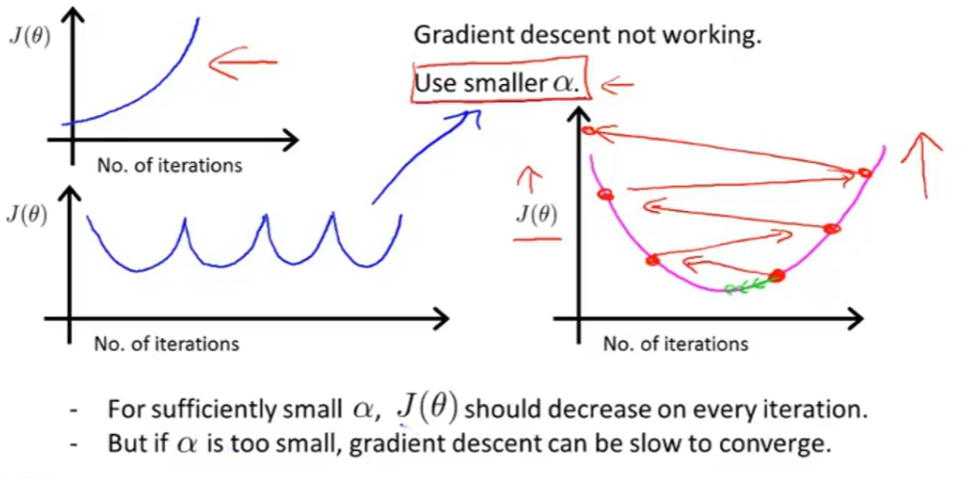 J(θ)
Gradient descent not working.
Use smaller α.
No. of iterations
J(θ)
No. of iterations
J(θ)
No. of iterations
- For sufficiently small α, J(θ) should decrease on every iteration.
- But if α is too small, gradient descent can be slow to converge.